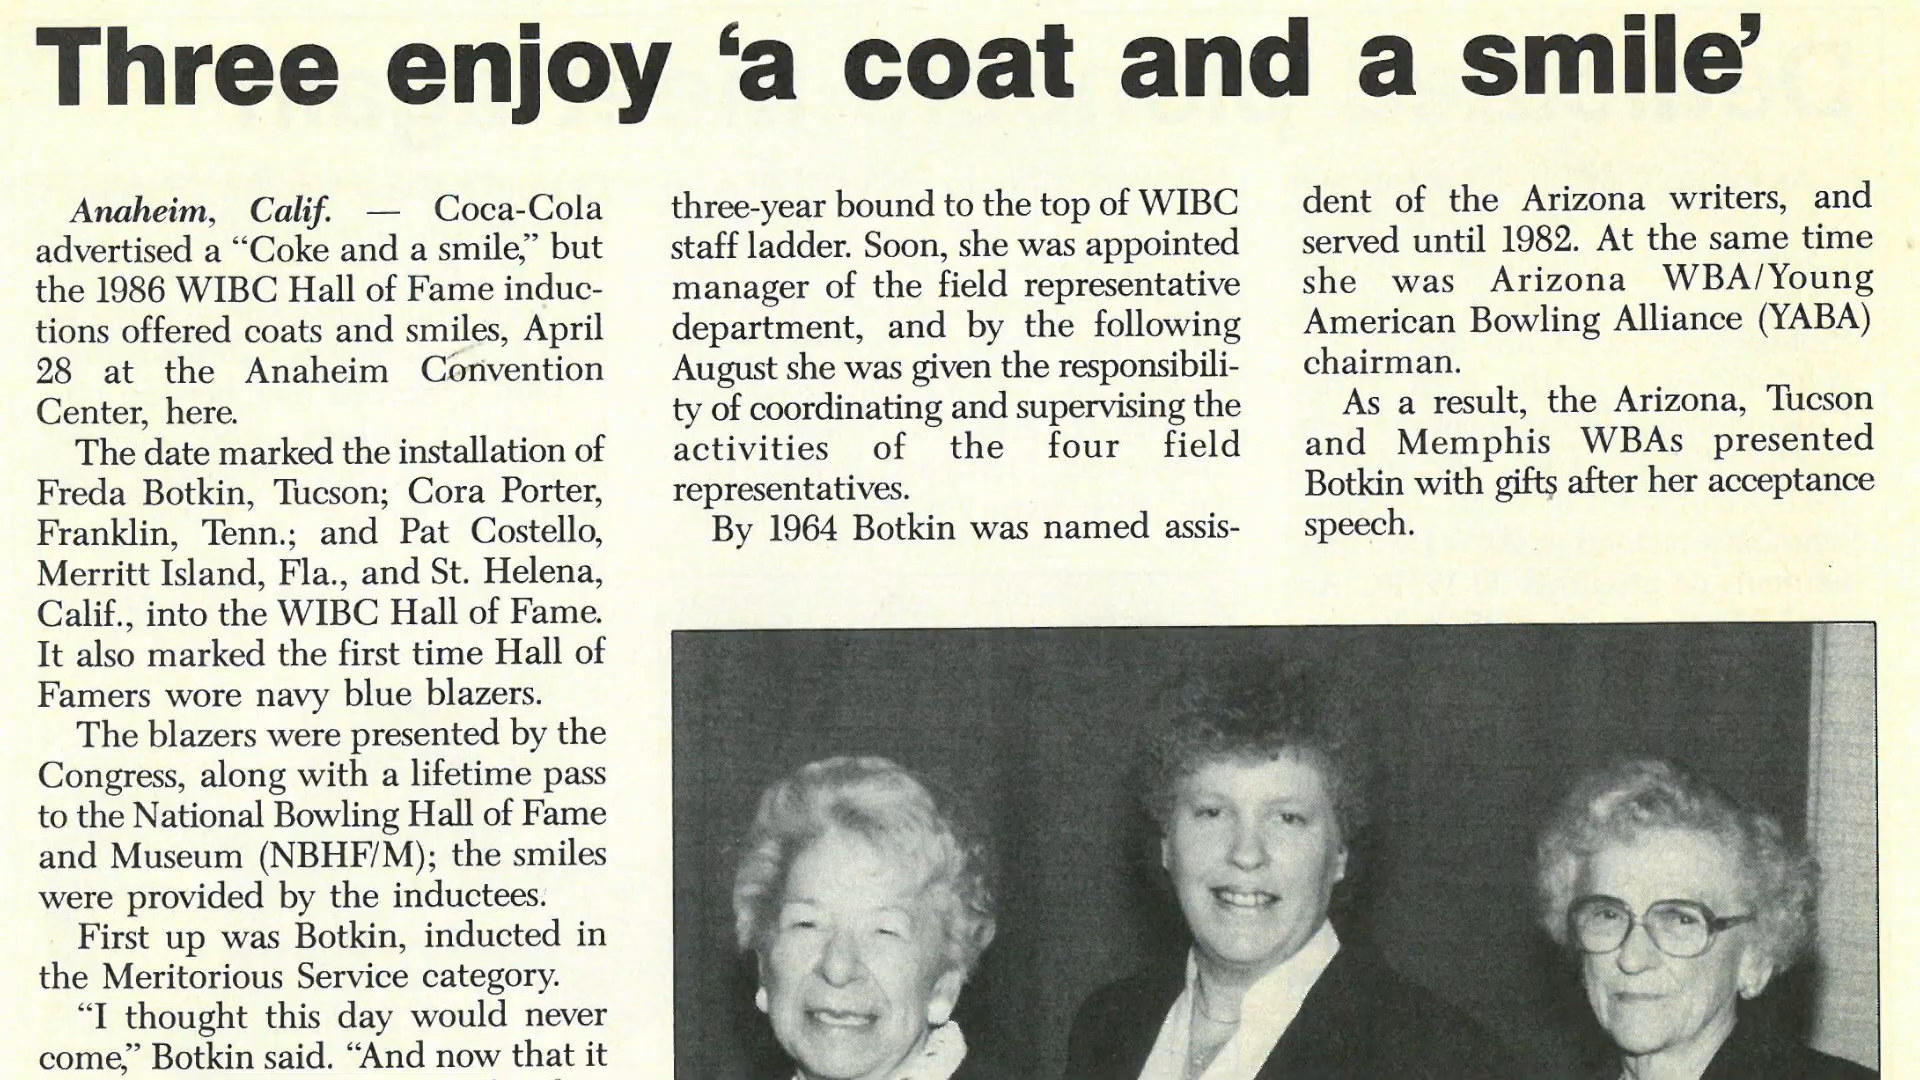 Three enjoy ‘a coat and a smile’
Anaheim, Calif. — Coca-Cola
advertised a “Coke and a smile,” but
the 1986 WIBC Hall of Fame induc-
tions offered coats and smiles, April
28 at the Anaheim Convention
Center, here.
The date marked the installation of
Freda Botkin, Tucson; Cora Porter,
Franklin, Tenn.; and Pat Costello,
Merritt Island, Fla., and St. Helena,
Calif., into the WIBC Hall of Fame.
It also marked the first time Hall of
Famers wore navy blue blazers.
The blazers were presented by the
Congress, along with a lifetime pass
to the National Bowling Hall of Fame
and Museum (NBHF/M); the smiles
were provided by the inductees.
First up was Botkin, inducted in
the Meritorious Service category.
“I thought this day would never
come,” Botkin said. “And now that it
three-year bound to the top of WIBC
staff ladder. Soon, she was appointed
manager of the field representative
department, and by the following
August she was given the responsibili-
ty of coordinating and supervising the
activities of the four field
representatives.
By 1964 Botkin was named assis-
dent of the Arizona writers, and
served until 1982. At the same time
she was Arizona WBA/Young
American Bowling Alliance (YABA)
chairman.
As a result, the Arizona, Tucson
and Memphis WBAs presented
Botkin with gifts after her acceptance
speech.